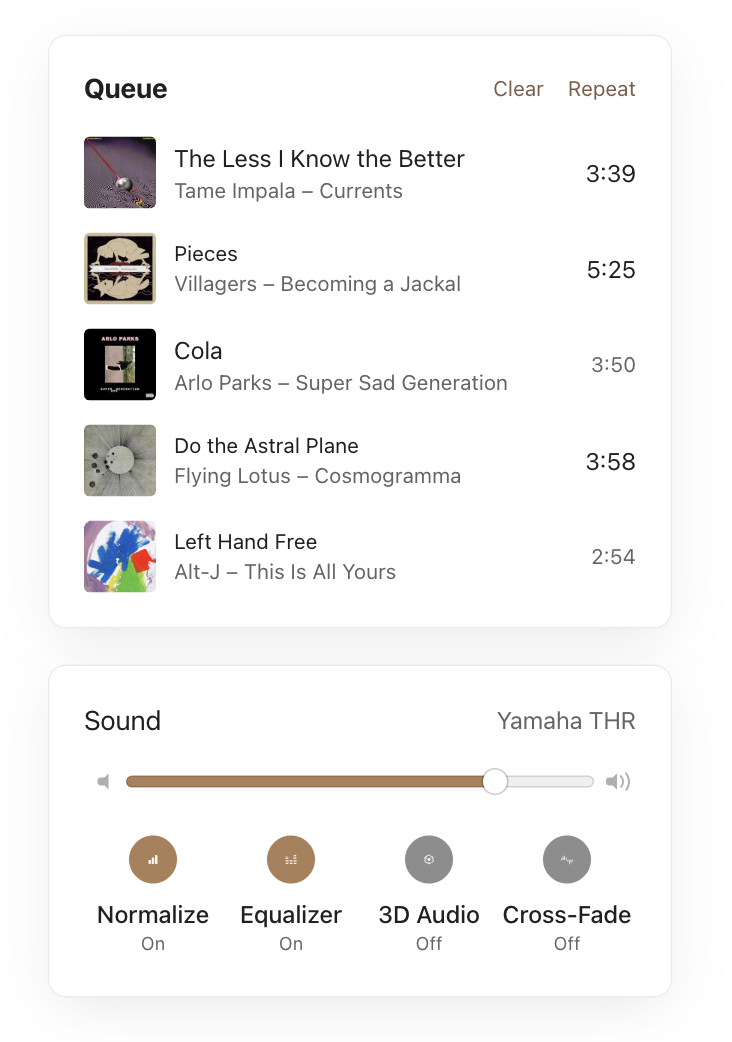 Queue
Clear Repeat
The Less I Know the Better
Tame Impala – Currents
3:39
Pieces
Villagers – Becoming a Jackal
5:25
ARLO PARKS
Cola
Arlo Parks – Super Sad Generation
3:50
Do the Astral Plane
Flying Lotus – Cosmogramma
3:58
Left Hand Free
Alt-J – This Is All Yours
2:54
Sound
Yamaha THR
Normalize
On
Equalizer
On
3D Audio
Off
Cross-Fade
Off